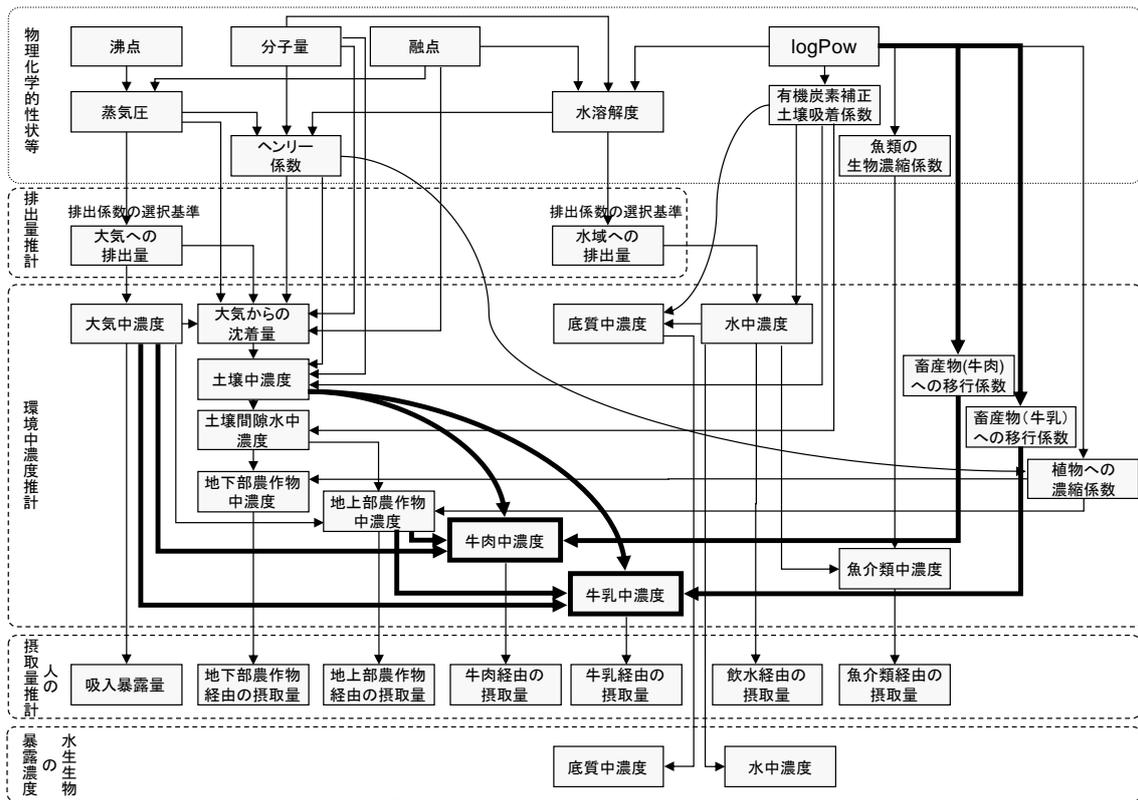 物理化学的性状等
沸点
分子量
融点
logPow
蒸気圧
水溶解度
有機炭素補正
土壌吸着係数
ヘンリー
係数
魚類の
生物濃縮係数
排出量推計
排出係数の選択基準
大気への
排出量
排出係数の選択基準
水域への
排出量
環境中濃度推計
大気中濃度
大気からの
沈着量
底質中濃度
水中濃度
土壌中濃度
畜産物(牛肉)
への移行係数
土壌間隙水中
濃度
畜産物(牛乳)
への移行係数
地下部農作物
中濃度
植物への
濃縮係数
地上部農作物
中濃度
牛肉中濃度
魚介類中濃度
牛乳中濃度
人の
摂取量推計
吸入暴露量
地下部農作物
経由の摂取量
地上部農作物
経由の摂取量
牛肉経由の
摂取量
牛乳経由の
摂取量
飲水経由の
摂取量
魚介類経由の
摂取量
水生生物
の
暴露濃度
底質中濃度
水中濃度